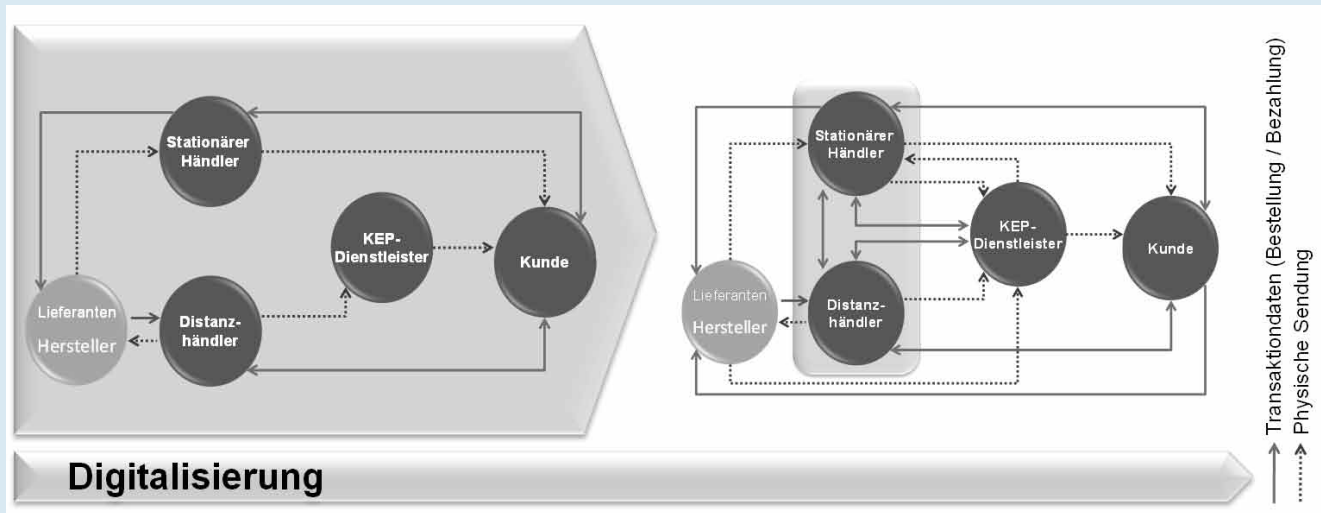 Stationärer
Händler
KEP-
Dienstleister
Kunde
Lieferanten
Hersteller
Distanz-
händler
Stationärer
Händler
KEP-
Dienstleister
Kunde
Lieferanten
Hersteller
Distanz-
händler
Transaktiondaten (Bestellung / Bezahlung)
Physische Sendung
Digitalisierung